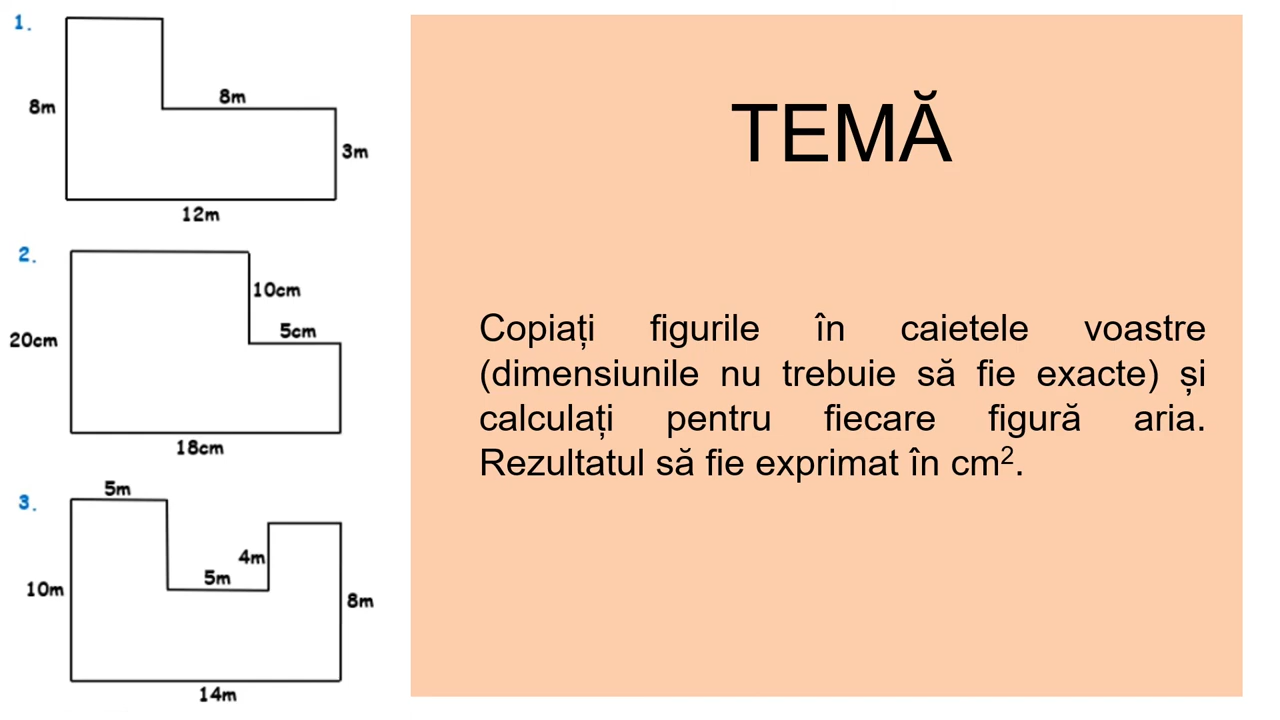 1.
8m
8m
3m
12m
2.
10cm
5cm
20cm
18cm
3.
5m
4m
5m
10m
8m
14m
TEMĂ
Copiați figurile în caietele voastre
(dimensiunile nu trebuie să fie exacte) și
calculați pentru fiecare figură aria.
Rezultatul să fie exprimat în cm².